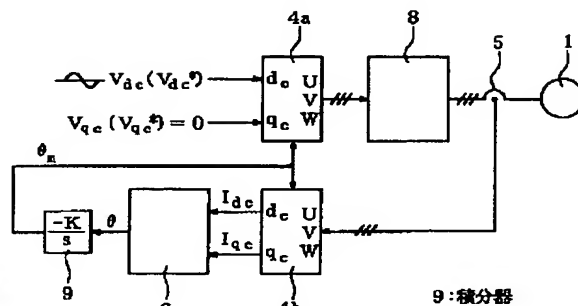 4a
8
5
1
V_dc(V_dc*)
d_c
U
V
W
V_qc(V_qc*)=0
q_c
θ_m
I_dc
d_c
U
V
W
-K
s
θ
I_qc
q_c
9
9:積分器